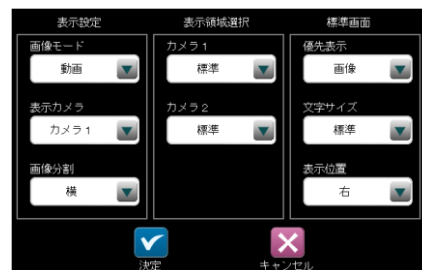 表示設定
画像モード
動画
表示カメラ
カメラ1
画像分割
横
表示領域選択
カメラ1
標準
カメラ2
標準
標準画面
優先表示
画像
文字サイズ
標準
表示位置
右
決定
キャンセル